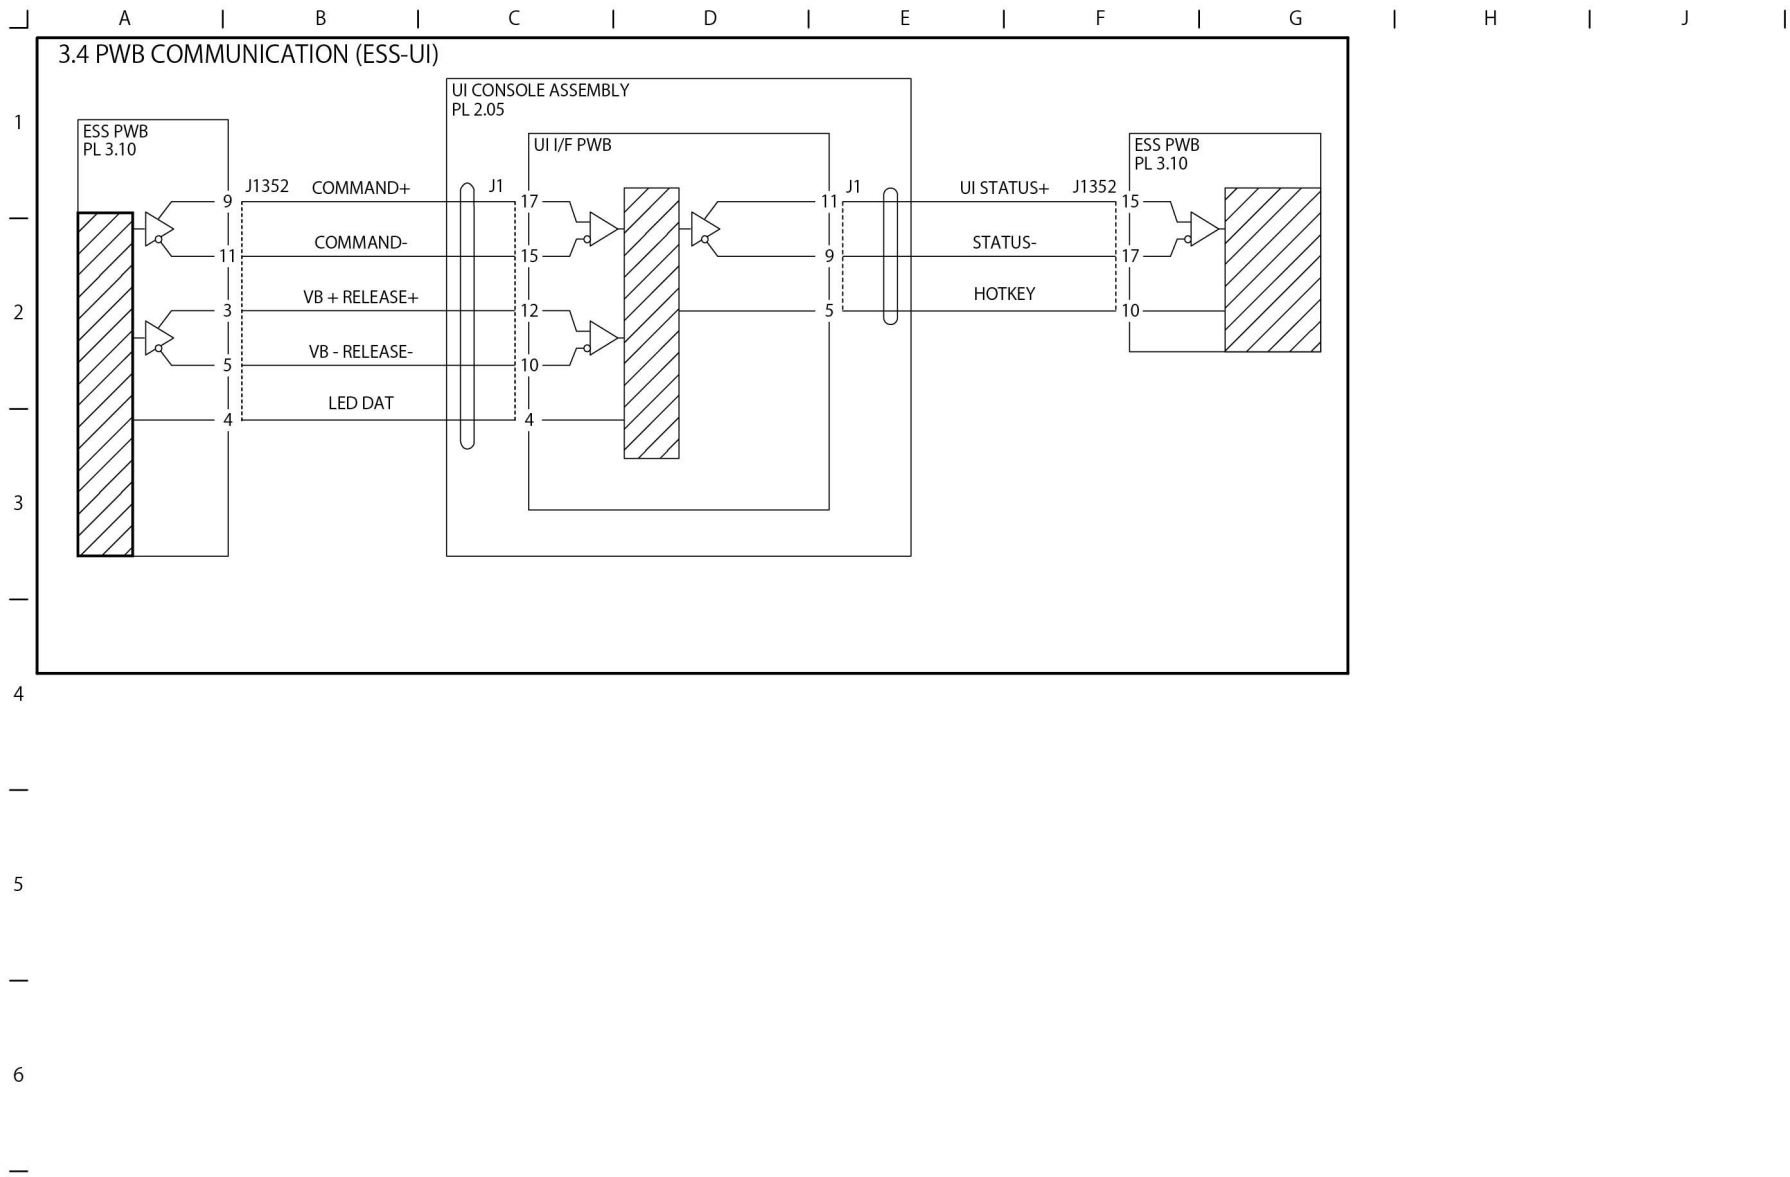 A B C D E F G H J
3.4 PWB COMMUNICATION (ESS-UI)
UI CONSOLE ASSEMBLY
PL 2.05
1
ESS PWB
PL 3.10
UI I/F PWB
ESS PWB
PL 3.10
J1352 COMMAND+ J1 J1 UI STATUS+ J1352
9 17 11 15
COMMAND- STATUS-
11 15 9 17
VB + RELEASE+ HOTKEY
2
3 12 5 10
VB - RELEASE-
5 10
LED DAT
4 4
3
4
5
6